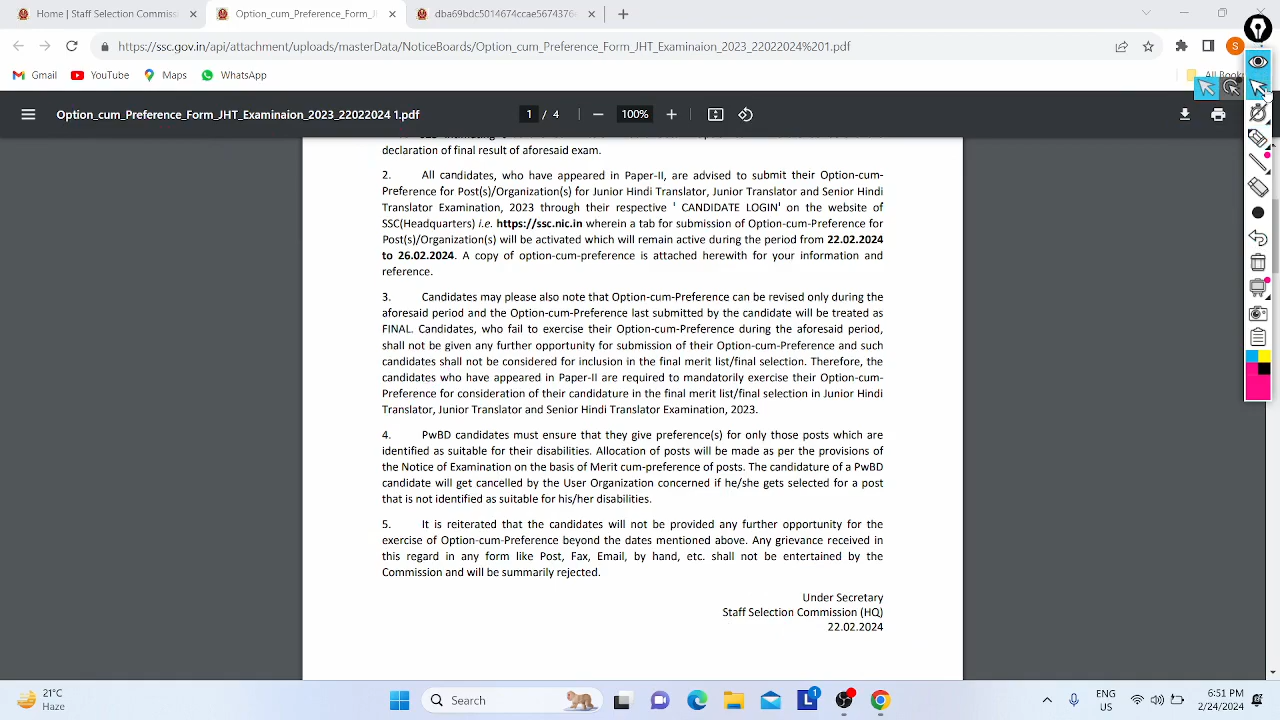 Home | Staff Selection Commissi
Option_cum_Preference_Form_J
dba69bdc5014674ccae5674376
https://ssc.gov.in/api/attachment/uploads/masterData/NoticeBoards/Option_cum_Preference_Form_JHT_Examinaion_2023_22022024%201.pdf
S
Gmail
YouTube
Maps
WhatsApp
All Book
Option_cum_Preference_Form_JHT_Examinaion_2023_22022024 1.pdf
1 / 4
100%
declaration of final result of aforesaid exam.
2. All candidates, who have appeared in Paper-II, are advised to submit their Option-cum-
Preference for Post(s)/Organization(s) for Junior Hindi Translator, Junior Translator and Senior Hindi
Translator Examination, 2023 through their respective ' CANDIDATE LOGIN' on the website of
SSC(Headquarters) i.e. https://ssc.nic.in wherein a tab for submission of Option-cum-Preference for
Post(s)/Organization(s) will be activated which will remain active during the period from 22.02.2024
to 26.02.2024. A copy of option-cum-preference is attached herewith for your information and
reference.
3. Candidates may please also note that Option-cum-Preference can be revised only during the
aforesaid period and the Option-cum-Preference last submitted by the candidate will be treated as
FINAL. Candidates, who fail to exercise their Option-cum-Preference during the aforesaid period,
shall not be given any further opportunity for submission of their Option-cum-Preference and such
candidates shall not be considered for inclusion in the final merit list/final selection. Therefore, the
candidates who have appeared in Paper-II are required to mandatorily exercise their Option-cum-
Preference for consideration of their candidature in the final merit list/final selection in Junior Hindi
Translator, Junior Translator and Senior Hindi Translator Examination, 2023.
4. PwBD candidates must ensure that they give preference(s) for only those posts which are
identified as suitable for their disabilities. Allocation of posts will be made as per the provisions of
the Notice of Examination on the basis of Merit cum-preference of posts. The candidature of a PwBD
candidate will get cancelled by the User Organization concerned if he/she gets selected for a post
that is not identified as suitable for his/her disabilities.
5. It is reiterated that the candidates will not be provided any further opportunity for the
exercise of Option-cum-Preference beyond the dates mentioned above. Any grievance received in
this regard in any form like Post, Fax, Email, by hand, etc. shall not be entertained by the
Commission and will be summarily rejected.
Under Secretary
Staff Selection Commission (HQ)
22.02.2024
21°C
Haze
Search
L
1
ENG
US
6:51 PM
2/24/2024